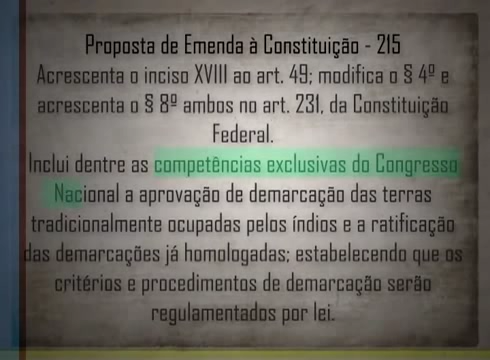 Proposta de Emenda à Constituição - 215
Acrescenta o inciso XVIII ao art. 49; modifica o § 4º e
acrescenta o § 8º ambos no art. 231, da Constituição
Federal.
Inclui dentre as competências exclusivas do Congresso
Nacional a aprovação de demarcação das terras
tradicionalmente ocupadas pelos índios e a ratificação
das demarcações já homologadas; estabelecendo que os
critérios e procedimentos de demarcação serão
regulamentados por lei.